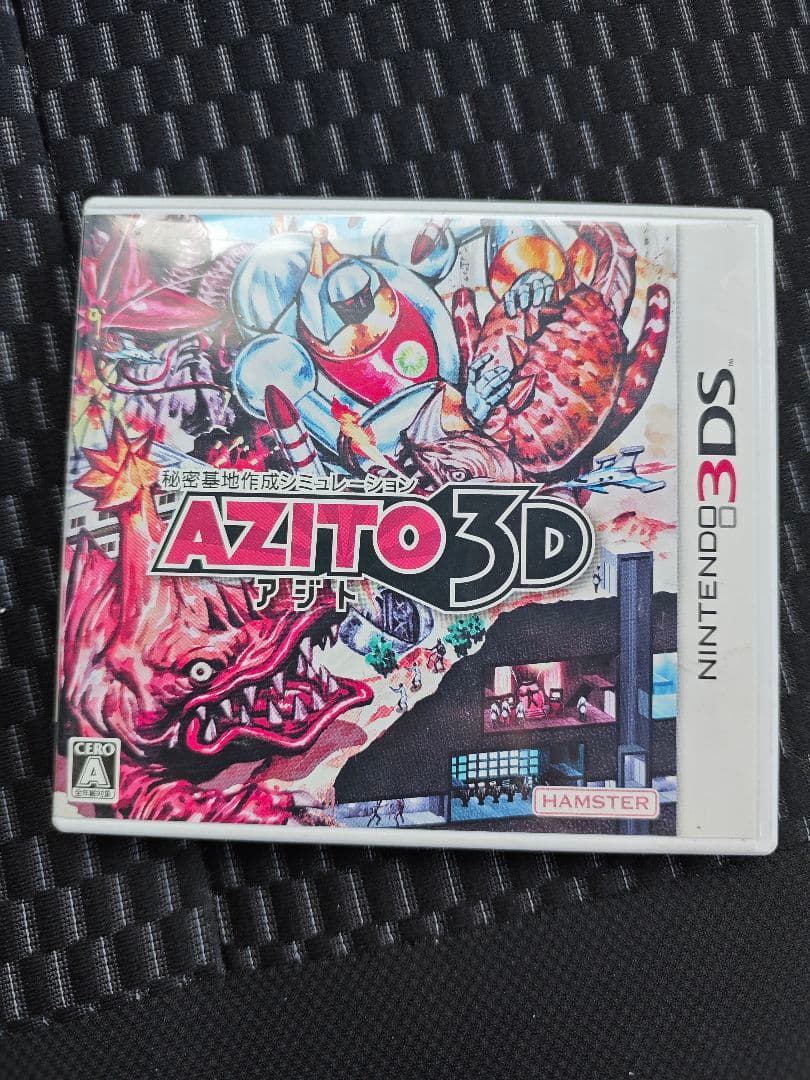 秘密基地作成シミュレーション
AZITO3D
アジト
CERO
A
全年齢対象
HAMSTER
NINTENDO3DS™